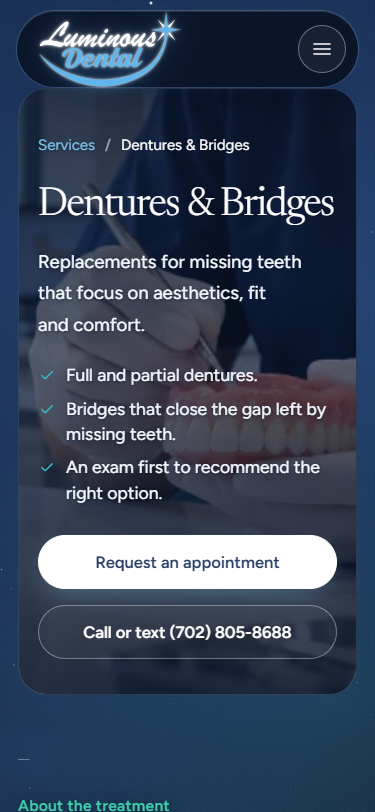 Luminous
Dental
Services / Dentures & Bridges
Dentures & Bridges
Replacements for missing teeth
that focus on aesthetics, fit
and comfort.
Full and partial dentures.
Bridges that close the gap left by
missing teeth.
An exam first to recommend the
right option.
Request an appointment
Call or text (702) 805-8688
About the treatment